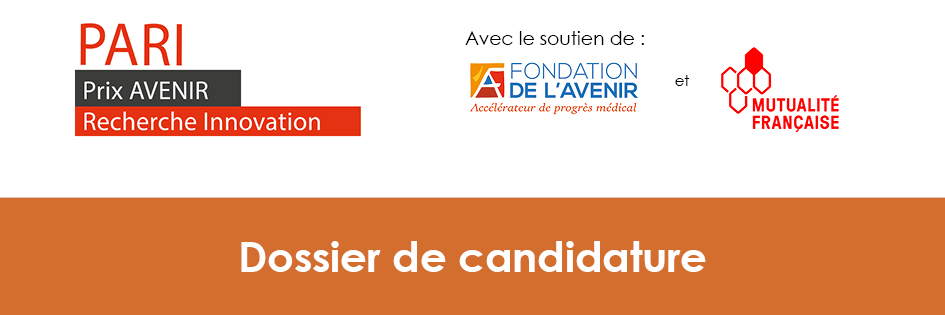 PARI
Prix AVENIR
Recherche Innovation
Avec le soutien de :
FONDATION
DE L'AVENIR
Accélérateur de progrès médical
et
MUTUALITÉ
FRANÇAISE
Dossier de candidature